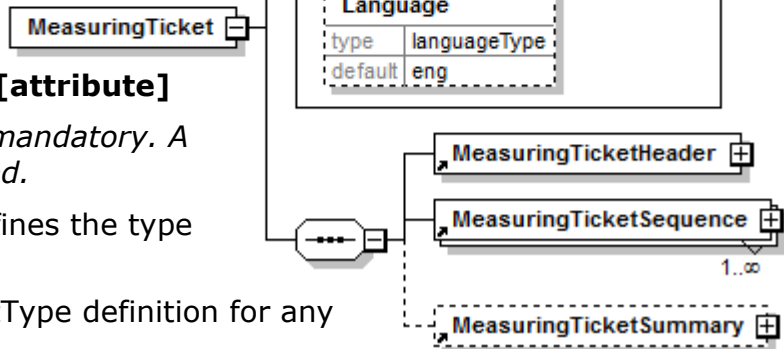 Language
MeasuringTicket
type languageType
default eng
[attribute]
mandatory. A
d.
MeasuringTicketHeader
fines the type
MeasuringTicketSequence
1..∞
Type definition for any
MeasuringTicketSummary